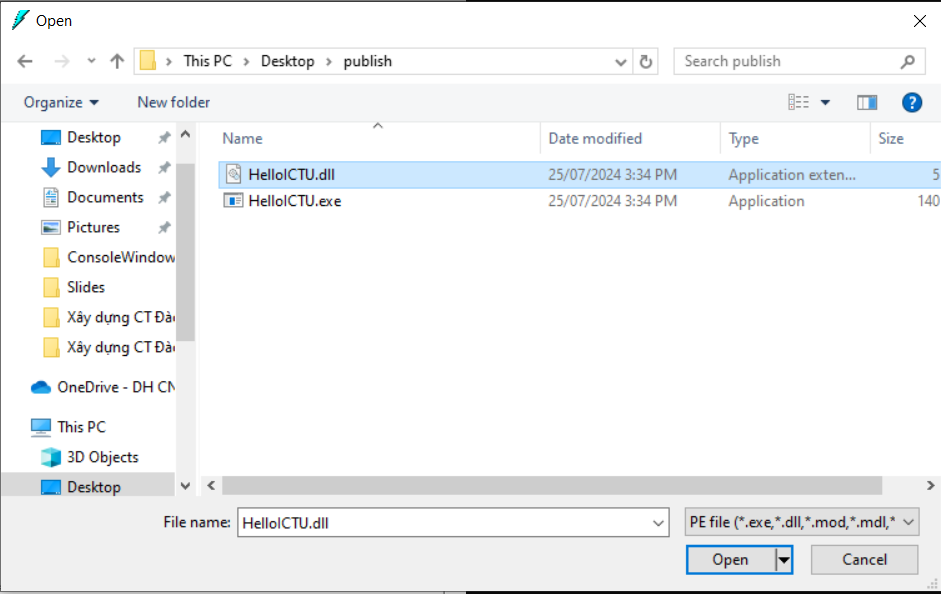 Open
This PC
Desktop
publish
Search publish
Organize
New folder
Desktop
Downloads
Documents
Pictures
ConsoleWindow
Slides
Xây dựng CT Đà
Xây dựng CT Đà
OneDrive - DH CN
This PC
3D Objects
Desktop
Name Date modified Type Size
HelloICTU.dll 25/07/2024 3:34 PM Application exten... 5
HelloICTU.exe 25/07/2024 3:34 PM Application 140
File name: HelloICTU.dll PE file (*.exe,*.dll,*.mod,*.mdl,*
Open Cancel